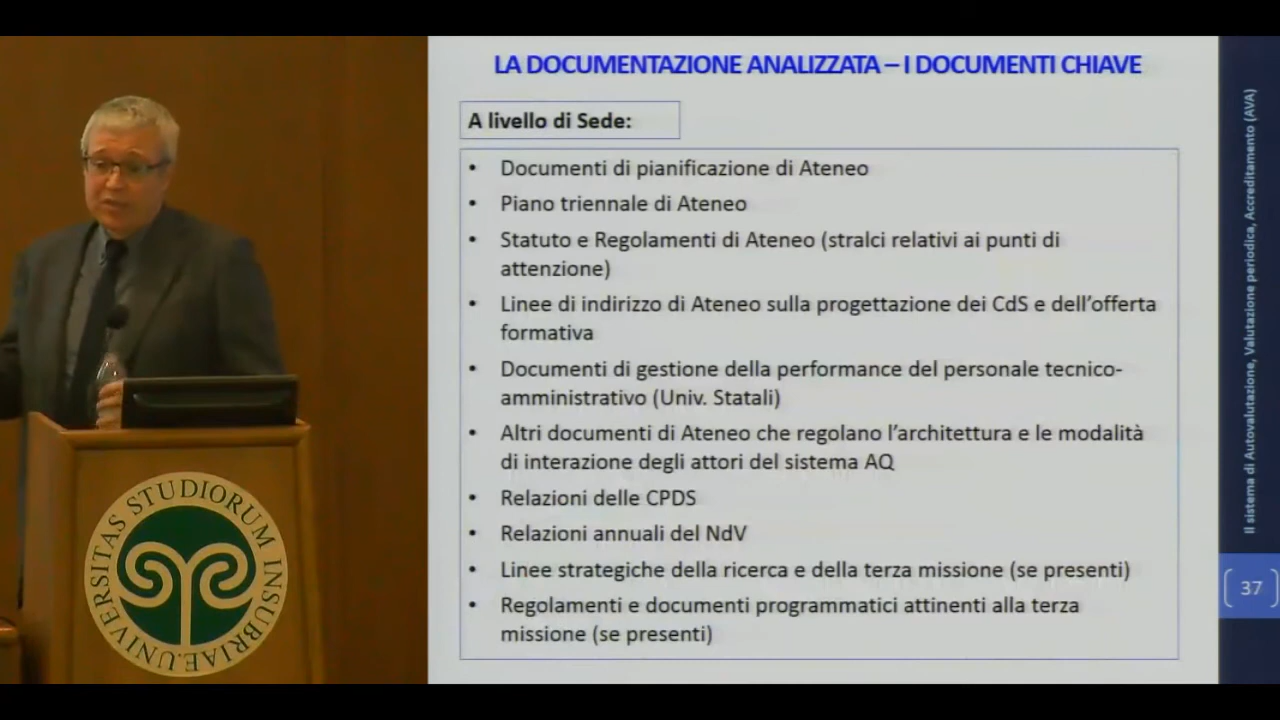 LA DOCUMENTAZIONE ANALIZZATA – I DOCUMENTI CHIAVE
A livello di Sede:
• Documenti di pianificazione di Ateneo
• Piano triennale di Ateneo
• Statuto e Regolamenti di Ateneo (stralci relativi ai punti di
attenzione)
• Linee di indirizzo di Ateneo sulla progettazione dei CdS e dell’offerta
formativa
• Documenti di gestione della performance del personale tecnico-
amministrativo (Univ. Statali)
• Altri documenti di Ateneo che regolano l’architettura e le modalità
di interazione degli attori del sistema AQ
• Relazioni delle CPDS
• Relazioni annuali del NdV
• Linee strategiche della ricerca e della terza missione (se presenti)
• Regolamenti e documenti programmatici attinenti alla terza
missione (se presenti)
Il sistema di Autovalutazione, Valutazione periodica, Accreditamento (AVA)
37
UNIVERSITAS STUDIORUM INSUBRIAE